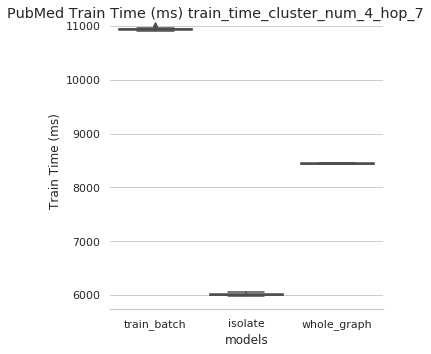 PubMed Train Time (ms) train_time_cluster_num_4_hop_7
11000
10000
9000
8000
7000
6000
Train Time (ms)
train_batch isolate whole_graph
models